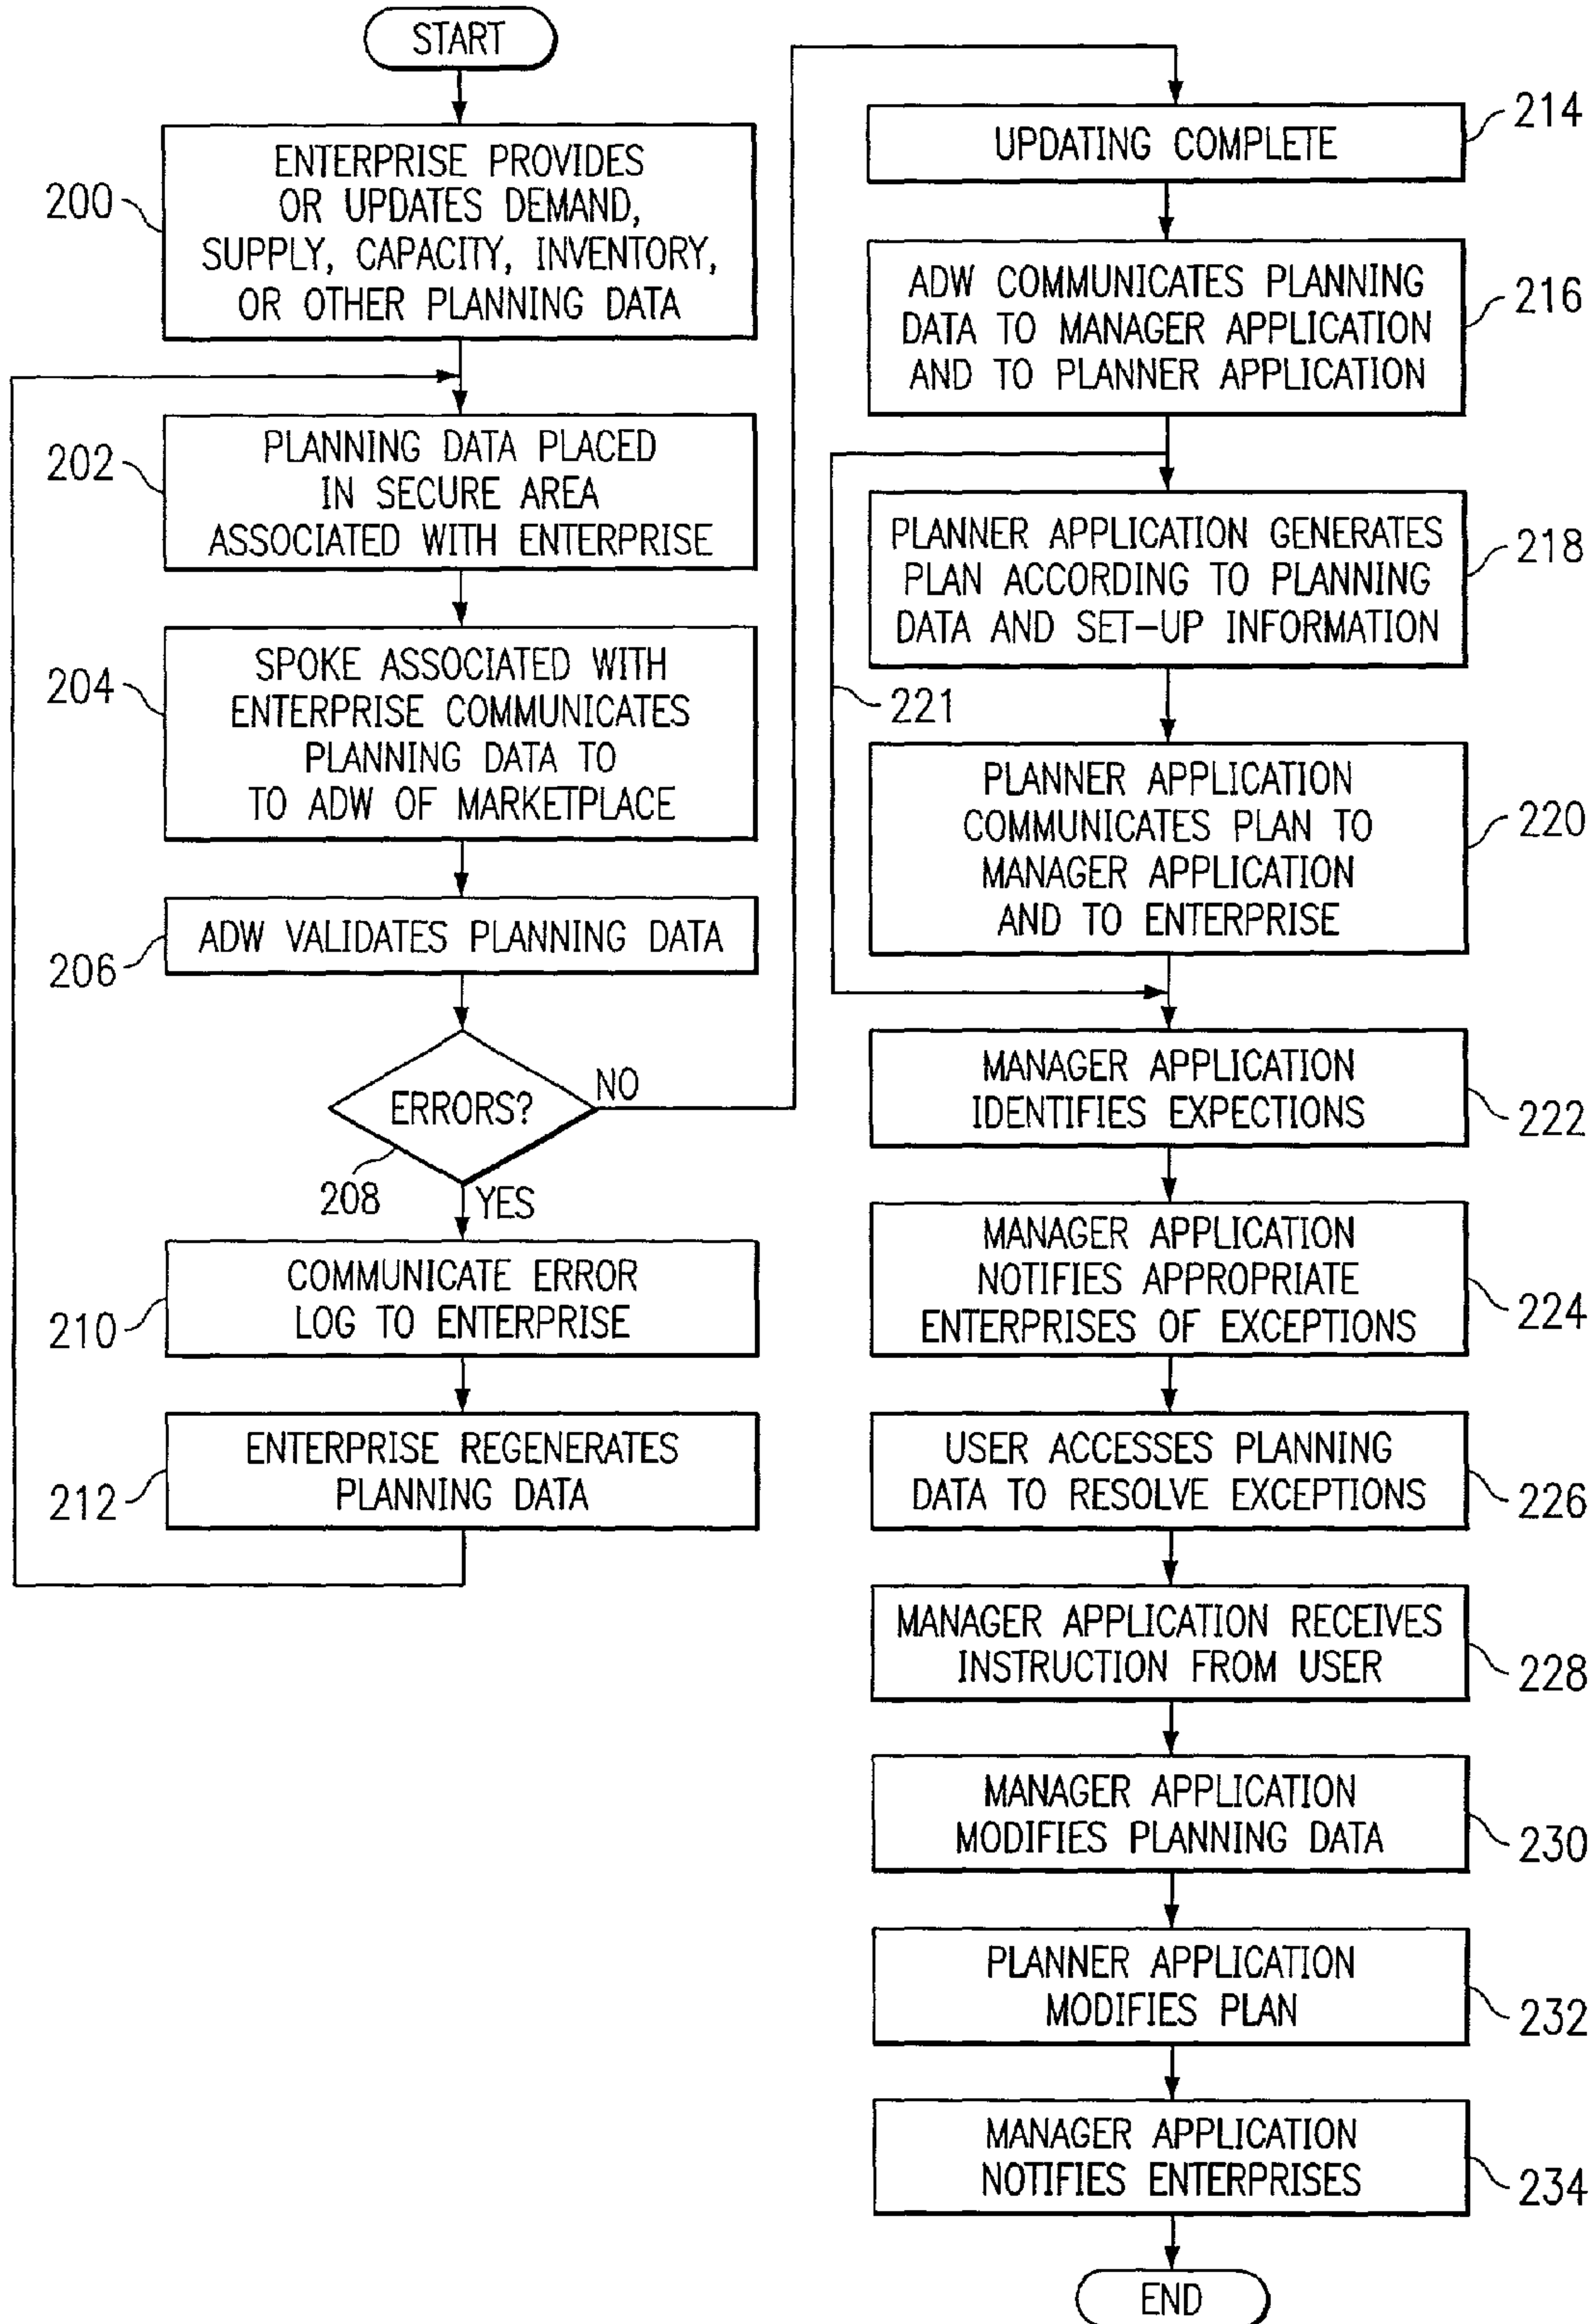 START
200
ENTERPRISE PROVIDES
OR UPDATES DEMAND,
SUPPLY, CAPACITY, INVENTORY,
OR OTHER PLANNING DATA
202
PLANNING DATA PLACED
IN SECURE AREA
ASSOCIATED WITH ENTERPRISE
204
SPOKE ASSOCIATED WITH
ENTERPRISE COMMUNICATES
PLANNING DATA TO
TO ADW OF MARKETPLACE
206
ADW VALIDATES PLANNING DATA
ERRORS?
NO
208
YES
210
COMMUNICATE ERROR
LOG TO ENTERPRISE
212
ENTERPRISE REGENERATES
PLANNING DATA
UPDATING COMPLETE
214
ADW COMMUNICATES PLANNING
DATA TO MANAGER APPLICATION
AND TO PLANNER APPLICATION
216
PLANNER APPLICATION GENERATES
PLAN ACCORDING TO PLANNING
DATA AND SET-UP INFORMATION
218
221
PLANNER APPLICATION
COMMUNICATES PLAN TO
MANAGER APPLICATION
AND TO ENTERPRISE
220
MANAGER APPLICATION
IDENTIFIES EXPECTIONS
222
MANAGER APPLICATION
NOTIFIES APPROPRIATE
ENTERPRISES OF EXCEPTIONS
224
USER ACCESSES PLANNING
DATA TO RESOLVE EXCEPTIONS
226
MANAGER APPLICATION RECEIVES
INSTRUCTION FROM USER
228
MANAGER APPLICATION
MODIFIES PLANNING DATA
230
PLANNER APPLICATION
MODIFIES PLAN
232
MANAGER APPLICATION
NOTIFIES ENTERPRISES
234
END